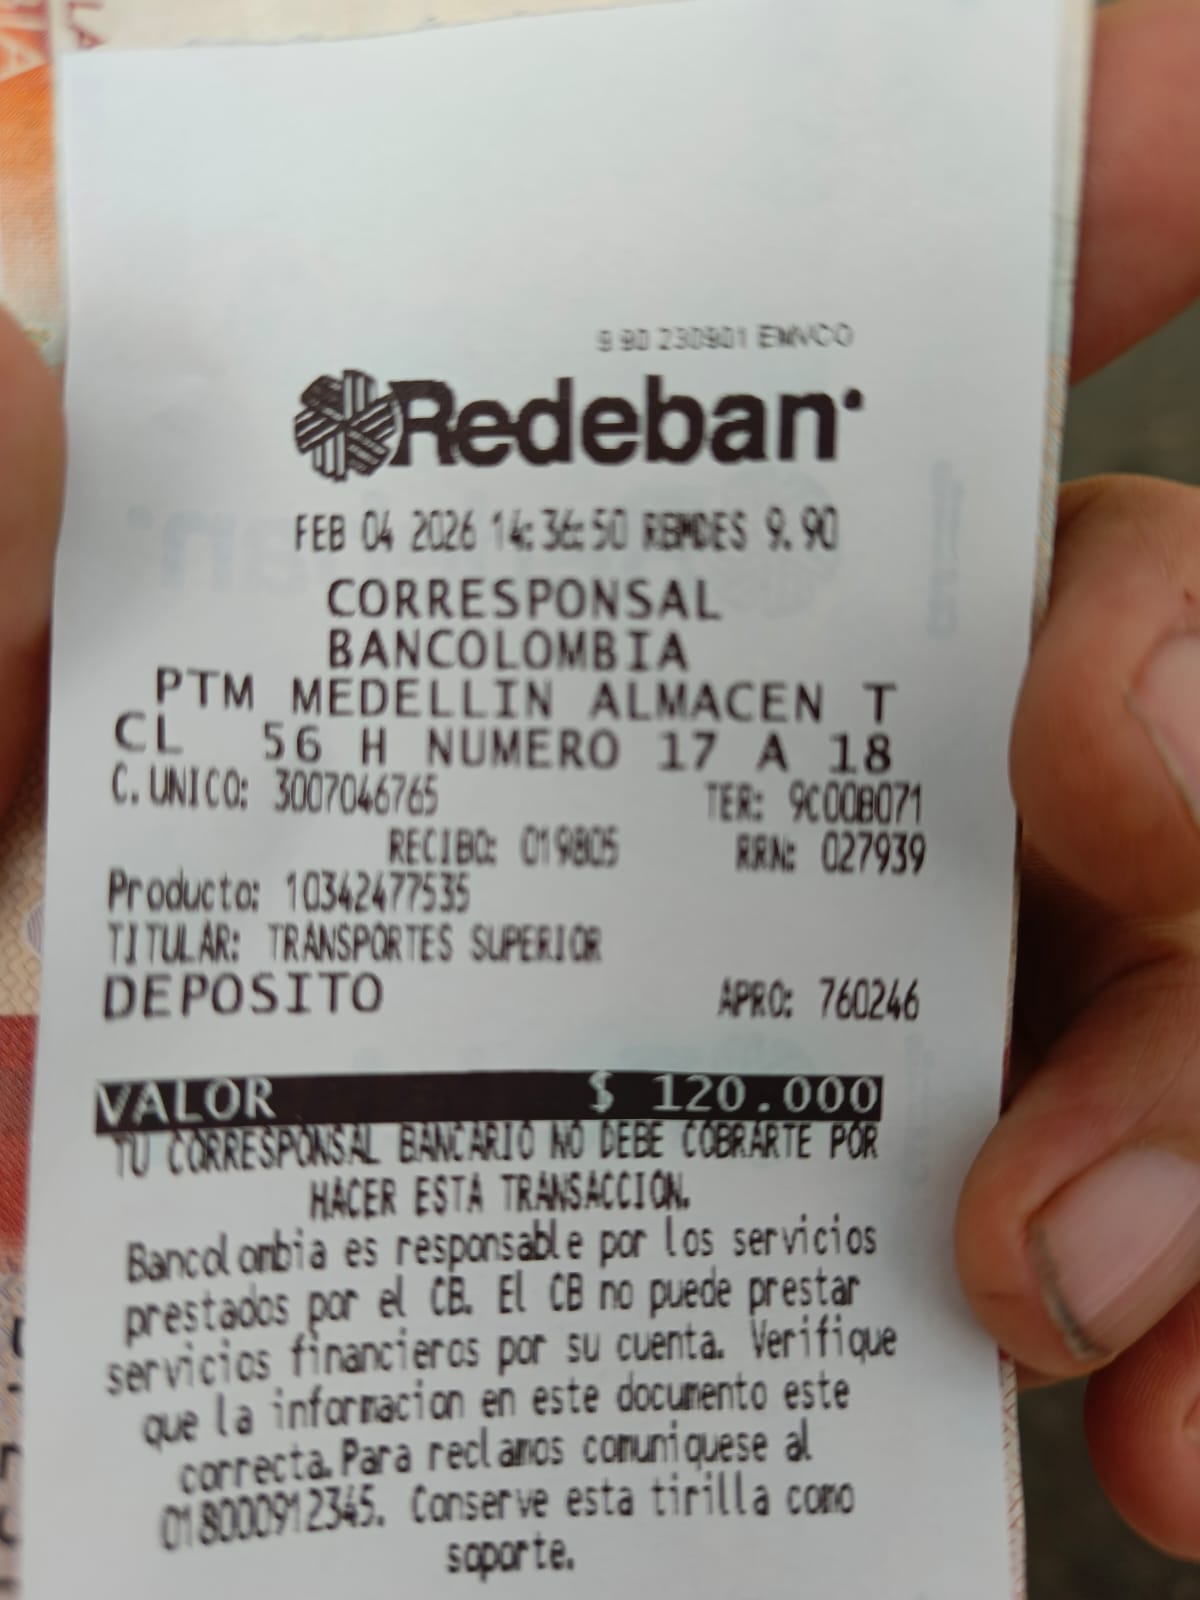 9.90 230901 EMVCO
Redeban
FEB 04 2026 14:36:50 RBMDES 9.90
CORRESPONSAL
BANCOLOMBIA
PTM MEDELLIN ALMACEN T
CL 56 H NUMERO 17 A 18
C. UNICO: 3007046765 TER: 9C00B071
RECIBO: 019805 RRN: 027939
Producto: 10342477535
TITULAR: TRANSPORTES SUPERIOR
DEPOSITO APRO: 760246
VALOR $ 120.000
TU CORRESPONSAL BANCARIO NO DEBE COBRARTE POR
HACER ESTA TRANSACCION.
Bancolombia es responsable por los servicios
prestados por el CB. El CB no puede prestar
servicios financieros por su cuenta. Verifique
que la informacion en este documento este
correcta. Para reclamos comuniquese al
018000912345. Conserve esta tirilla como
soporte.